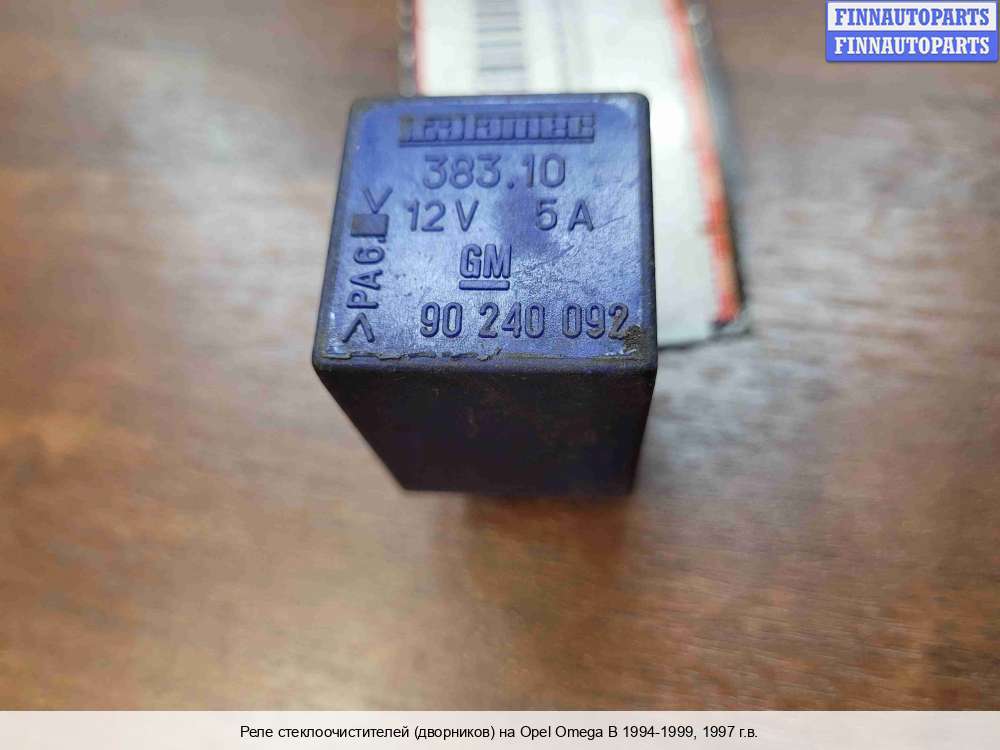 FINNAUTOPARTS
FINNAUTOPARTS
Italamec
383.10
12V 5A
>PA6.■<
GM
90 240 092
Реле стеклоочистителей (дворников) на Opel Omega B 1994-1999, 1997 г.в.